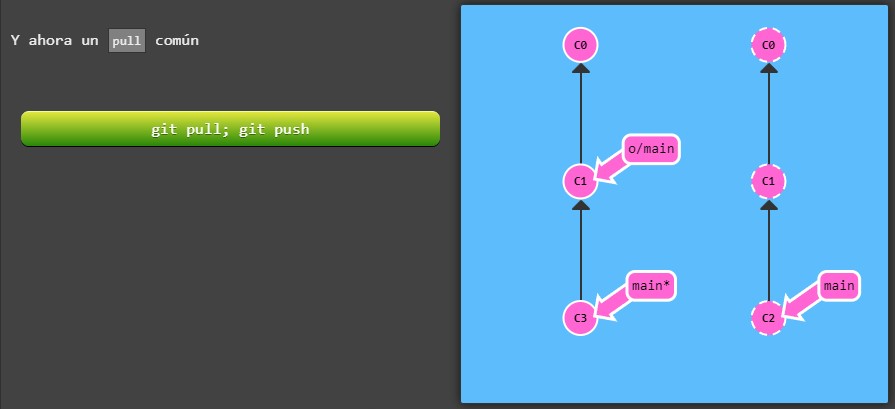 Y ahora un pull común
git pull; git push
C0
C0
o/main
C1
C1
main*
main
C3
C2